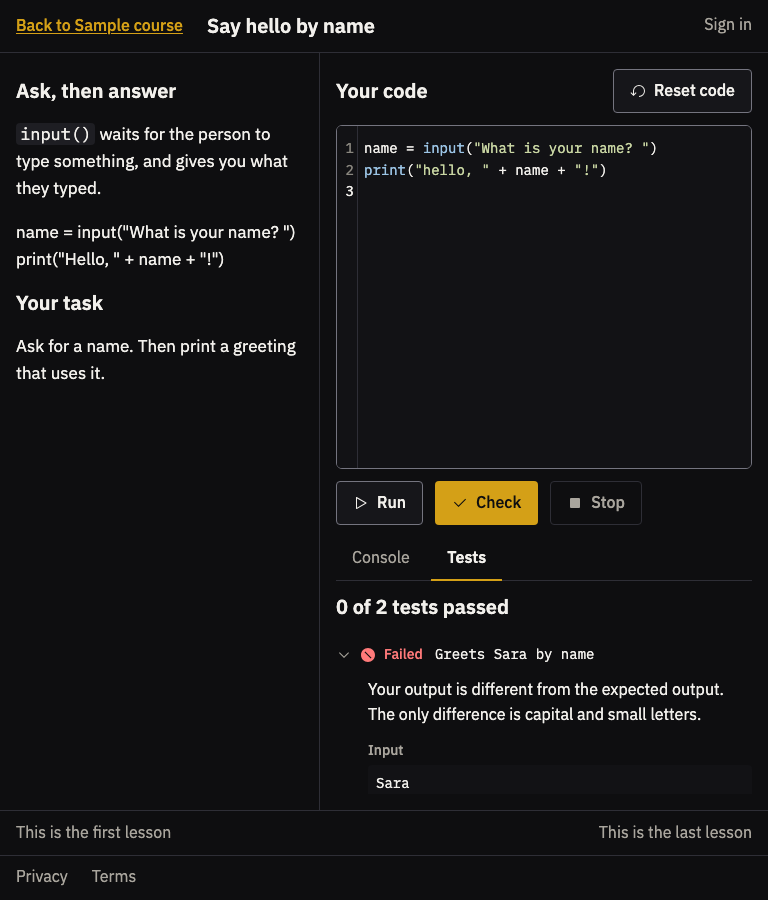 Back to Sample course
Say hello by name
Sign in
Ask, then answer
input() waits for the person to
type something, and gives you what
they typed.
name = input("What is your name? ")
print("Hello, " + name + "!")
Your task
Ask for a name. Then print a greeting
that uses it.
Your code
Reset code
1 name = input("What is your name? ")
2 print("hello, " + name + "!")
3
Run
Check
Stop
Console
Tests
0 of 2 tests passed
Failed Greets Sara by name
Your output is different from the expected output.
The only difference is capital and small letters.
Input
Sara
This is the first lesson
This is the last lesson
Privacy
Terms